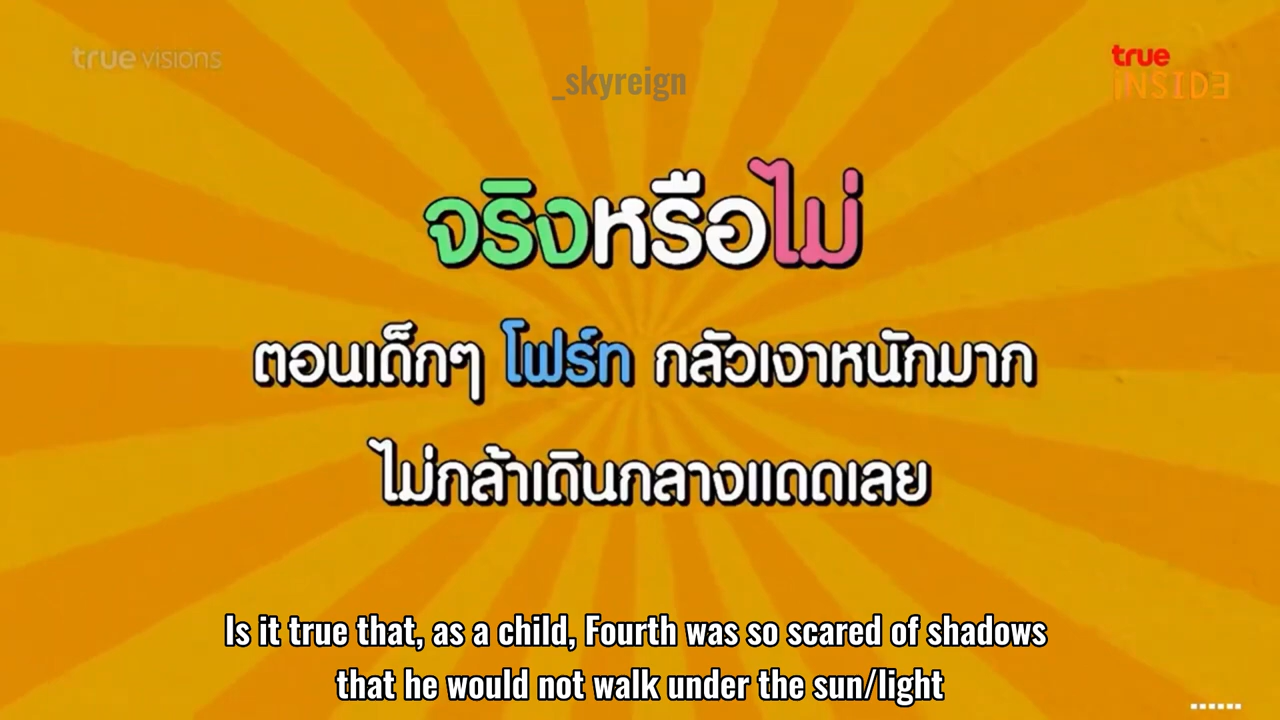 true visions
true
INSIDE
_skyreign
จริงหรือไม่
ตอนเด็กๆ โฟร์ท กลัวเงาหนักมาก
ไม่กล้าเดินกลางแดดเลย
Is it true that, as a child, Fourth was so scared of shadows
that he would not walk under the sun/light